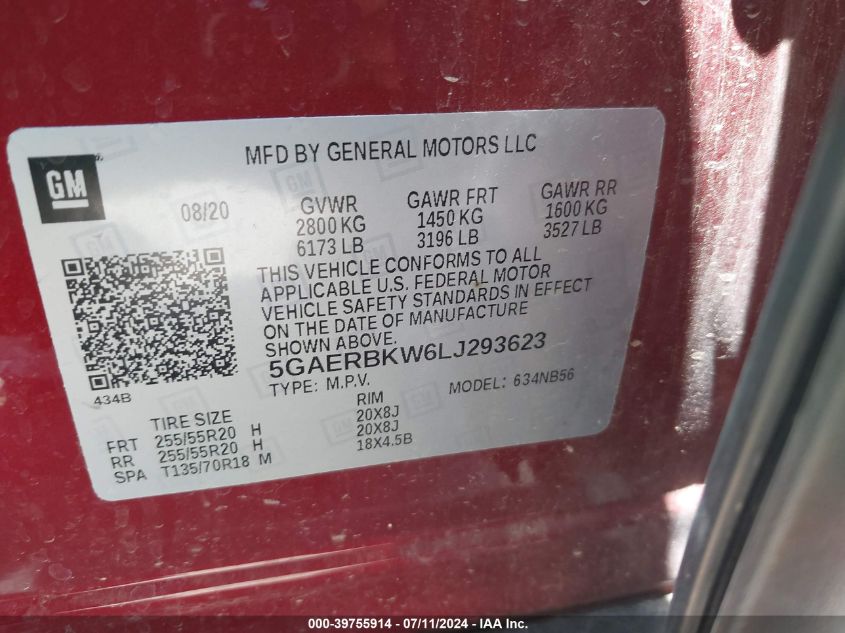 MFD BY GENERAL MOTORS LLC
GM ®
08/20
GVWR GAWR FRT GAWR RR
2800 KG 1450 KG 1600 KG
6173 LB 3196 LB 3527 LB
THIS VEHICLE CONFORMS TO ALL
APPLICABLE U.S. FEDERAL MOTOR
VEHICLE SAFETY STANDARDS IN EFFECT
ON THE DATE OF MANUFACTURE
SHOWN ABOVE.
5GAERBKW6LJ293623
TYPE: M.P.V. MODEL: 634NB56
434B
TIRE SIZE RIM
FRT 255/55R20 H 20X8J
RR 255/55R20 H 20X8J
SPA T135/70R18 M 18X4.5B
000-39755914 / 07/11/2024 - IAA Inc.